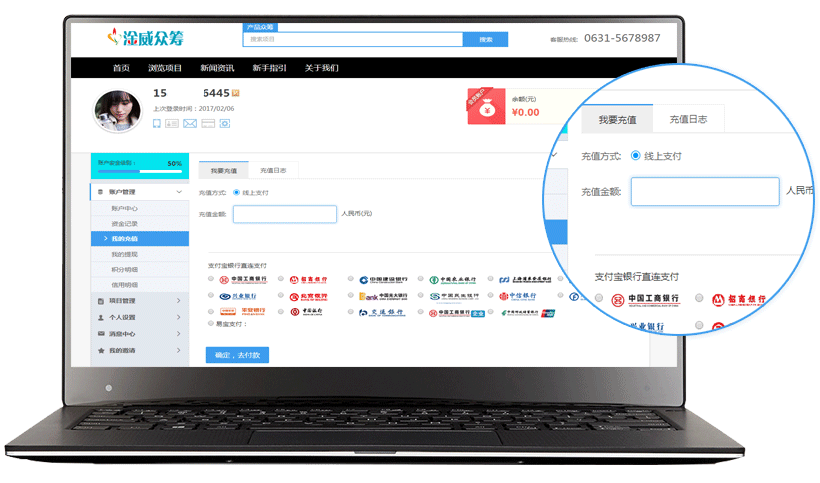 淦威众筹
产品众筹
搜索项目
搜索
客服热线: 0631-5678987
首页 浏览项目 新闻资讯 新手指引 关于我们
15 5445
上次登录时间：2017/02/06
余额(元)
¥0.00
50%
账户管理
账户中心
资金记录
我的充值
我的提现
积分明细
信用明细
项目管理
个人设置
消息中心
我的邀请
我要充值 充值日志
充值方式: 线上支付
充值金额: 人民币(元)
支付宝银行直连支付
中国工商银行 招商银行 中国建设银行 中国农业银行 上海浦东发展银行
兴业银行 中国光大银行 中国民生银行 中信银行
平安银行 中国银行 交通银行 中国工商银行 企业 中国邮政储蓄银行
易宝支付：
确定，去付款
我要充值 充值日志
充值方式: 线上支付
充值金额: 人民币
支付宝银行直连支付
中国工商银行 招商银行
兴业银行